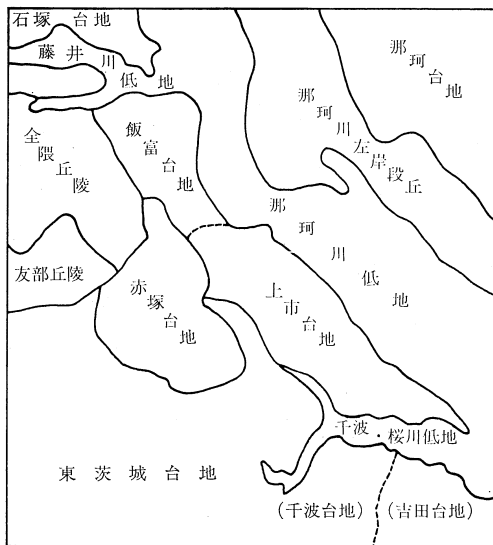 石塚台地
藤井川低地
那珂台地
那珂川左岸段丘
飯富台地
全隈丘陵
那珂川低地
友部丘陵
赤塚台地
上市台地
千波・桜川低地
東茨城台地
(千波台地)
(吉田台地)